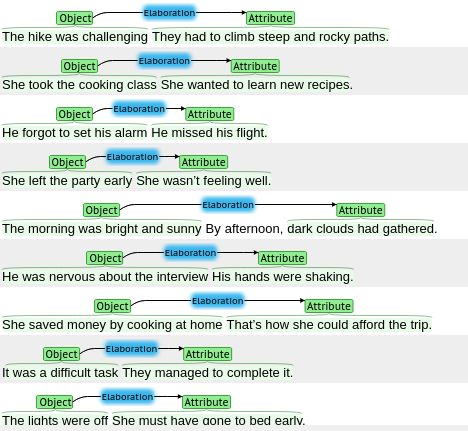 Object Elaboration Attribute
The hike was challenging They had to climb steep and rocky paths.
Object Elaboration Attribute
She took the cooking class She wanted to learn new recipes.
Object Elaboration Attribute
He forgot to set his alarm He missed his flight.
Object Elaboration Attribute
She left the party early She wasn't feeling well.
Object Elaboration Attribute
The morning was bright and sunny By afternoon, dark clouds had gathered.
Object Elaboration Attribute
He was nervous about the interview His hands were shaking.
Object Elaboration Attribute
She saved money by cooking at home That's how she could afford the trip.
Object Elaboration Attribute
It was a difficult task They managed to complete it.
Object Elaboration Attribute
The lights were off She must have gone to bed early.